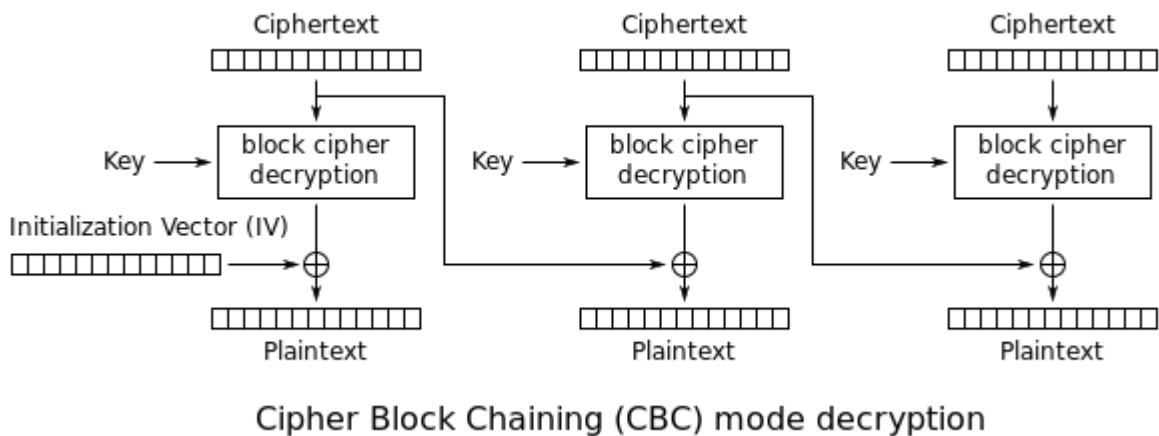 Ciphertext Ciphertext Ciphertext
Key block cipher decryption Key block cipher decryption Key block cipher decryption
Initialization Vector (IV)
Plaintext Plaintext Plaintext
Cipher Block Chaining (CBC) mode decryption